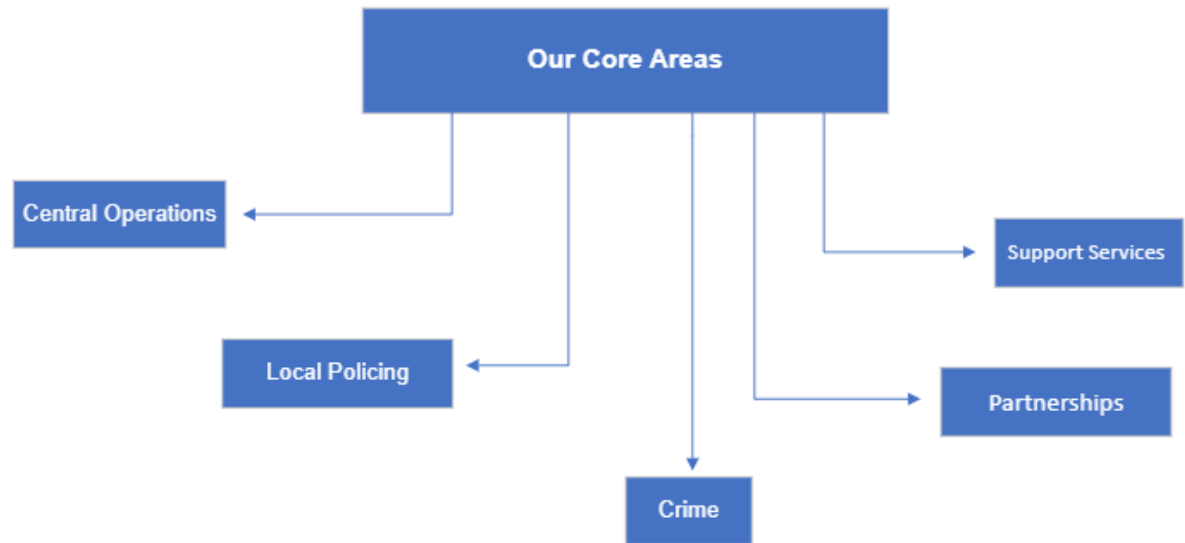 Our Core Areas
Central Operations
Support Services
Local Policing
Partnerships
Crime